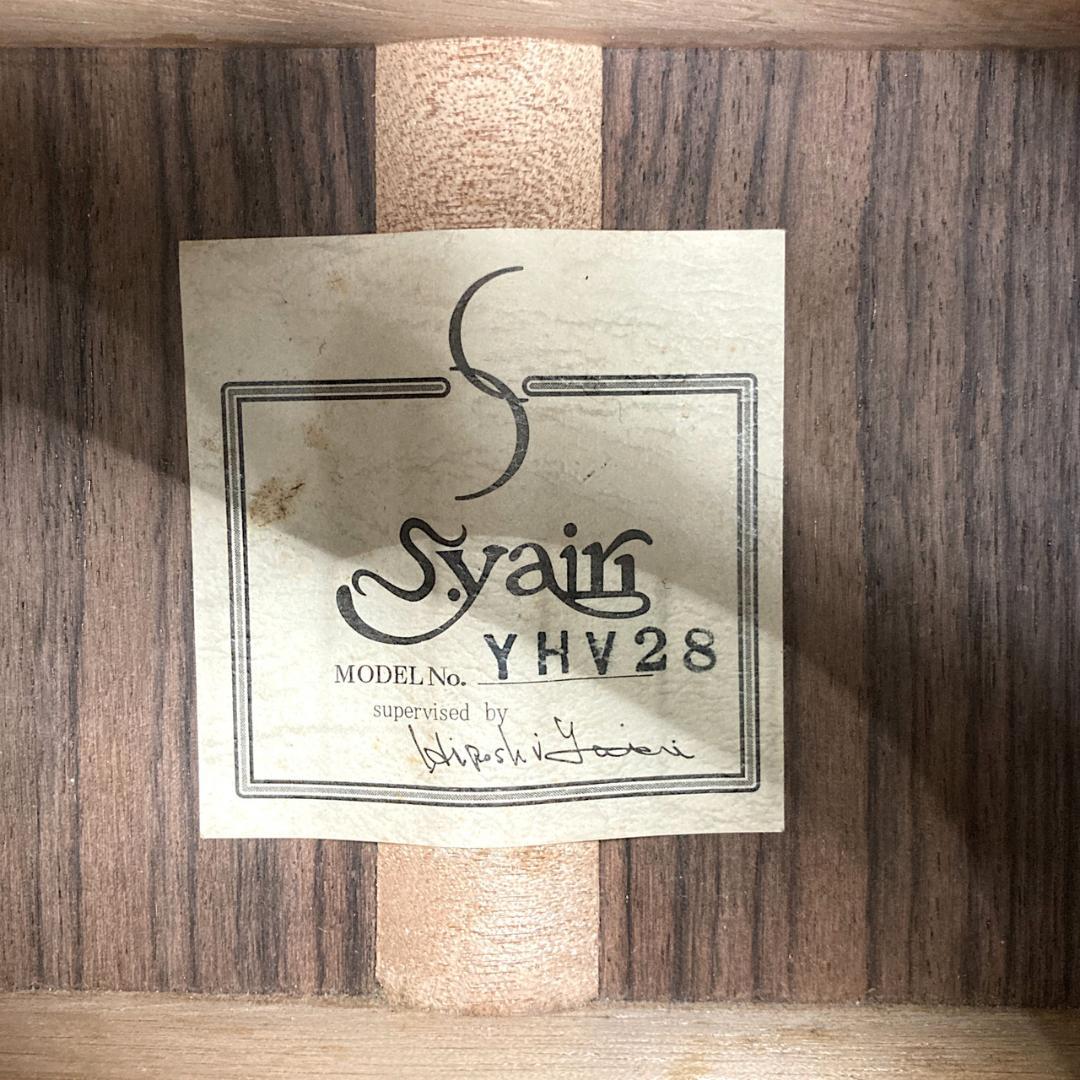 S
S.yairi
MODEL No. YHV28
supervised by
Hiroshi Yairi